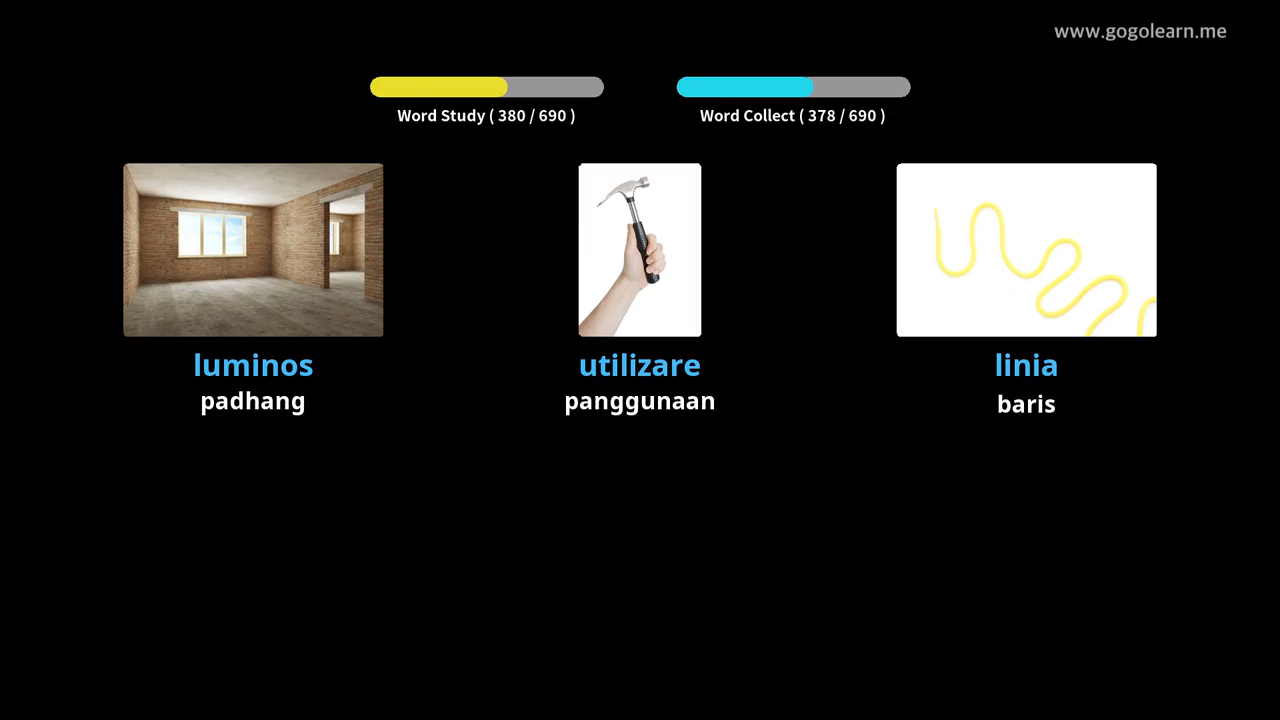 www.gogolearn.me
Word Study ( 380 / 690 )
Word Collect ( 378 / 690 )
luminos
padhang
utilizare
panggunaan
linia
baris